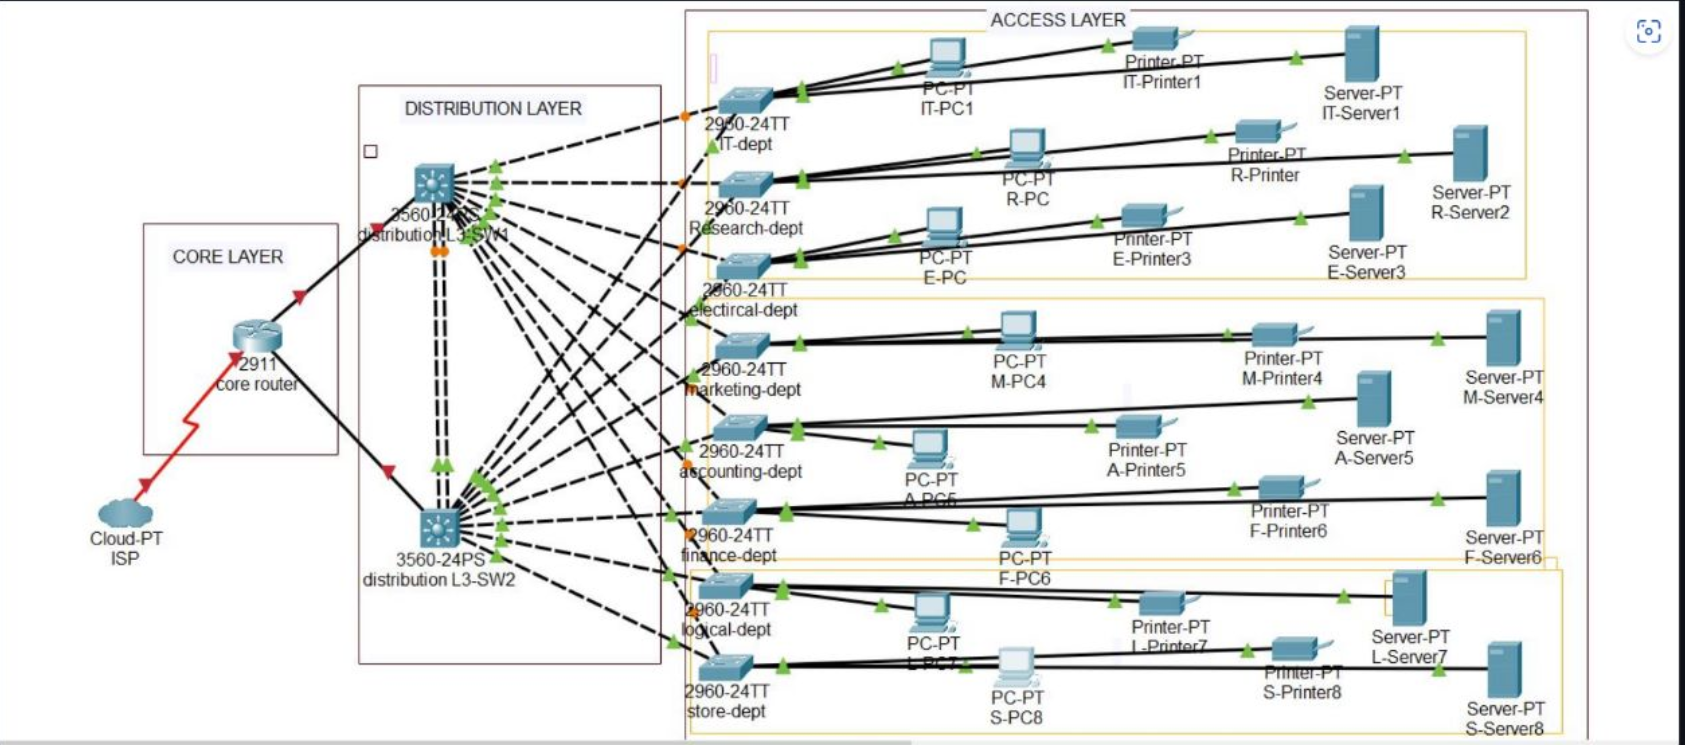 ACCESS LAYER
DISTRIBUTION LAYER
CORE LAYER
2911
core router
Cloud-PT
ISP
3560-24PS
distribution L3-SW1
3560-24PS
distribution L3-SW2
2960-24TT
IT-dept
PC-PT
IT-PC1
Printer-PT
IT-Printer1
Server-PT
IT-Server1
2960-24TT
Research-dept
PC-PT
R-PC
Printer-PT
R-Printer
Server-PT
R-Server2
2960-24TT
electircal-dept
PC-PT
E-PC
Printer-PT
E-Printer3
Server-PT
E-Server3
2960-24TT
marketing-dept
PC-PT
M-PC4
Printer-PT
M-Printer4
Server-PT
M-Server4
2960-24TT
accounting-dept
PC-PT
A-PC5
Printer-PT
A-Printer5
Server-PT
A-Server5
2960-24TT
finance-dept
PC-PT
F-PC6
Printer-PT
F-Printer6
Server-PT
F-Server6
2960-24TT
logical-dept
PC-PT
L-PC7
Printer-PT
L-Printer7
Server-PT
L-Server7
2960-24TT
store-dept
PC-PT
S-PC8
Printer-PT
S-Printer8
Server-PT
S-Server8